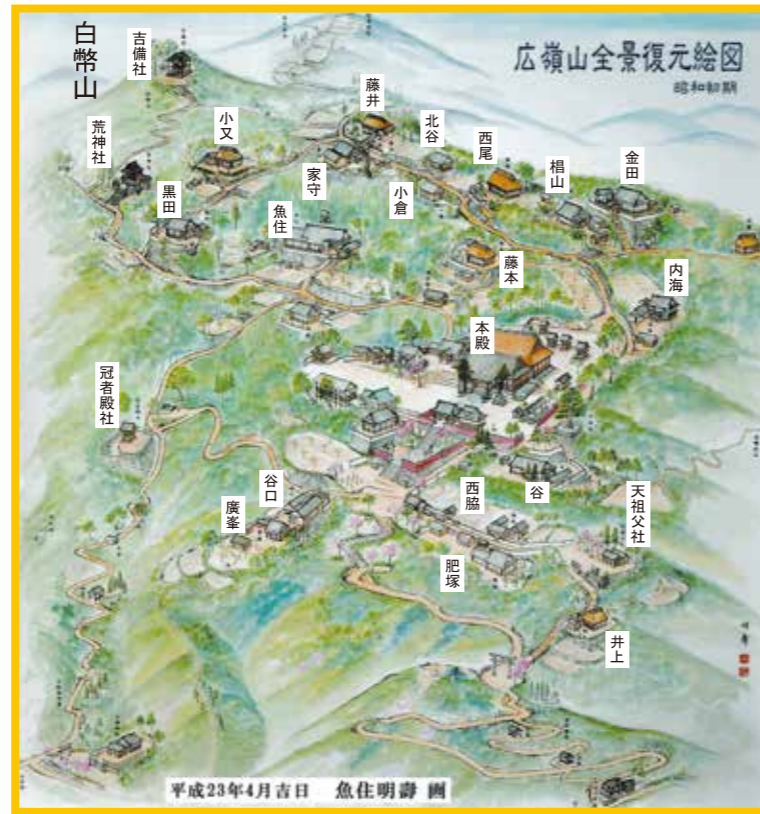 広嶺山全景復元絵図
昭和初期
白幣山
吉備社
荒神社
小又
黒田
藤井
家守
魚住
北谷
小倉
西尾
藤本
椙山
金田
内海
本殿
冠者殿社
谷口
廣峯
西脇
肥塚
谷
天祖父社
井上
平成23年4月吉日 魚住明壽 画